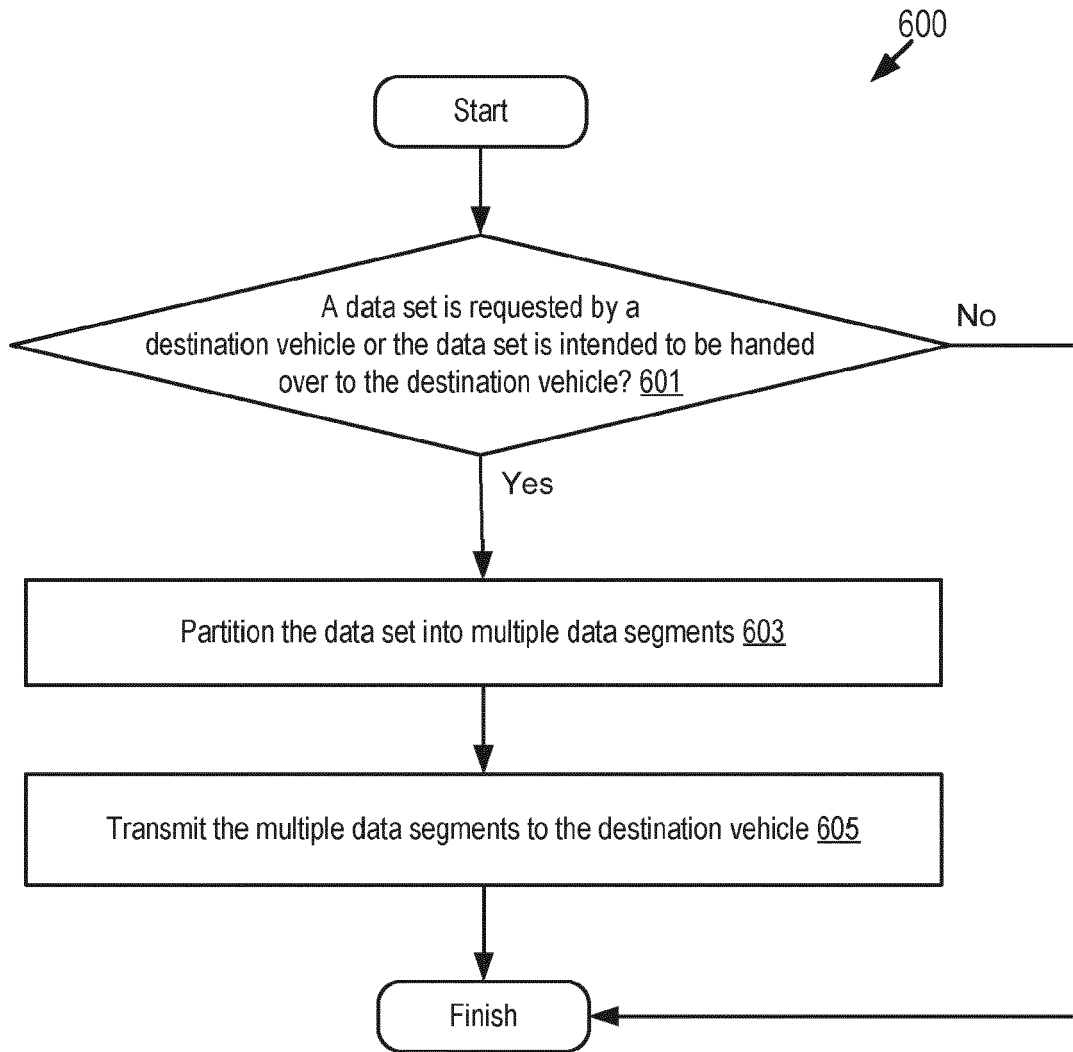 600
Start
A data set is requested by a
destination vehicle or the data set is intended to be handed
over to the destination vehicle? 601
No
Yes
Partition the data set into multiple data segments 603
Transmit the multiple data segments to the destination vehicle 605
Finish